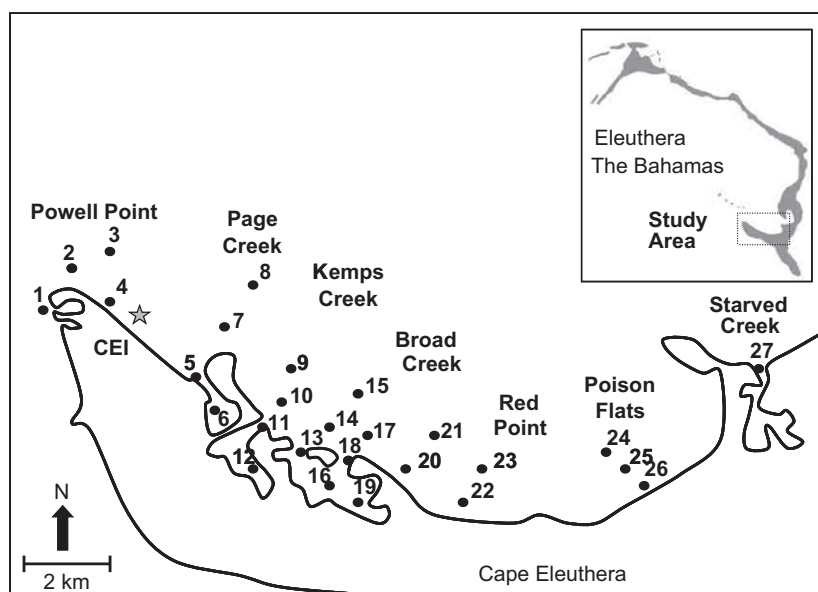 Eleuthera
The Bahamas
Study
Area
Powell Point
Page
Creek
Kemps
Creek
Broad
Creek
Red
Point
Poison
Flats
Starved
Creek
CEI
1
2
3
4
5
6
7
8
9
10
11
12
13
14
15
16
17
18
19
20
21
22
23
24
25
26
27
N
2 km
Cape Eleuthera